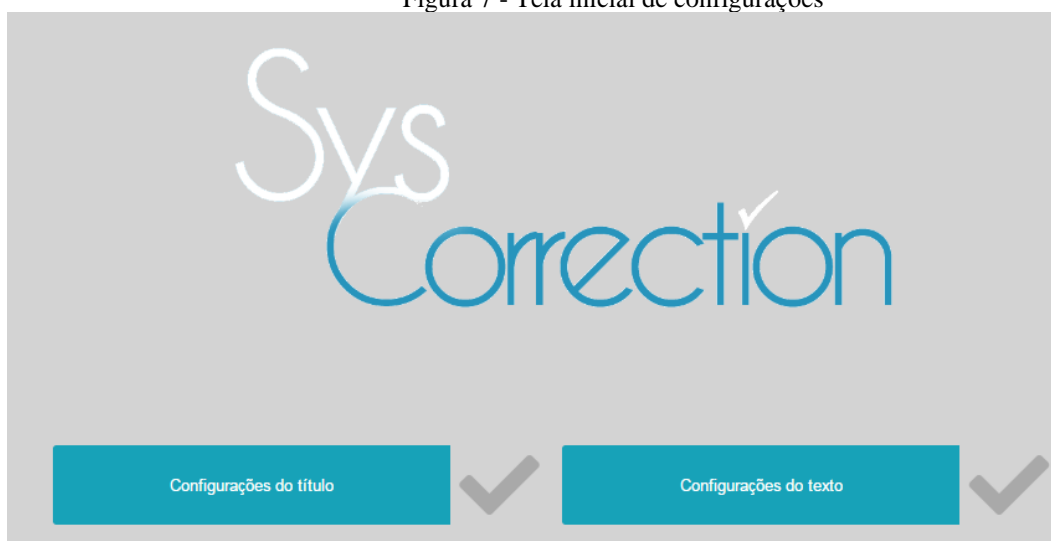 Figura 7 - Tela inicial de configurações
Sys
Correction
Configurações do título
Configurações do texto